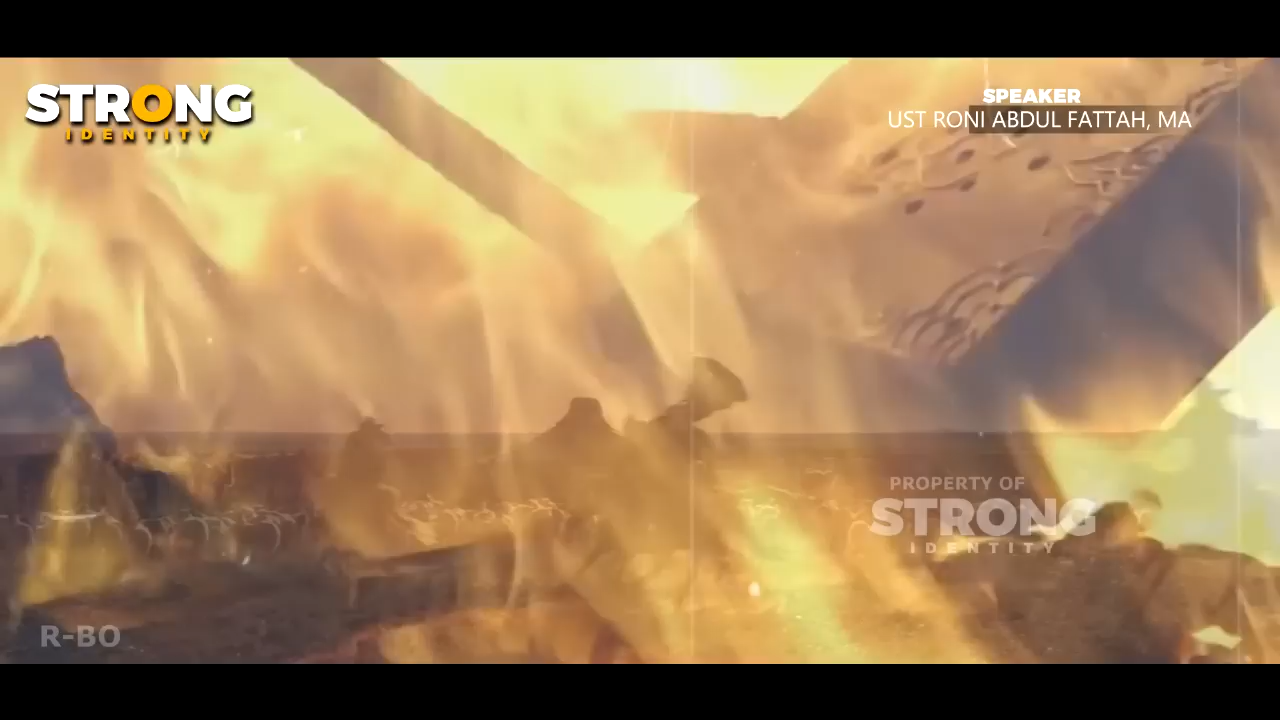 STRONG
IDENTITY
SPEAKER
UST RONI ABDUL FATTAH, MA
PROPERTY OF
STRONG
IDENTITY
R-BO